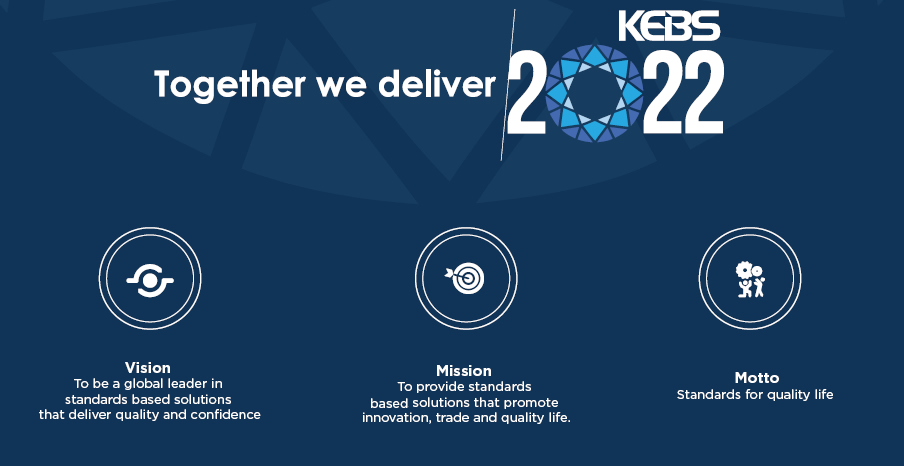 KEBS
Together we deliver 2022
Vision
To be a global leader in
standards based solutions
that deliver quality and confidence
Mission
To provide standards
based solutions that promote
innovation, trade and quality life.
Motto
Standards for quality life